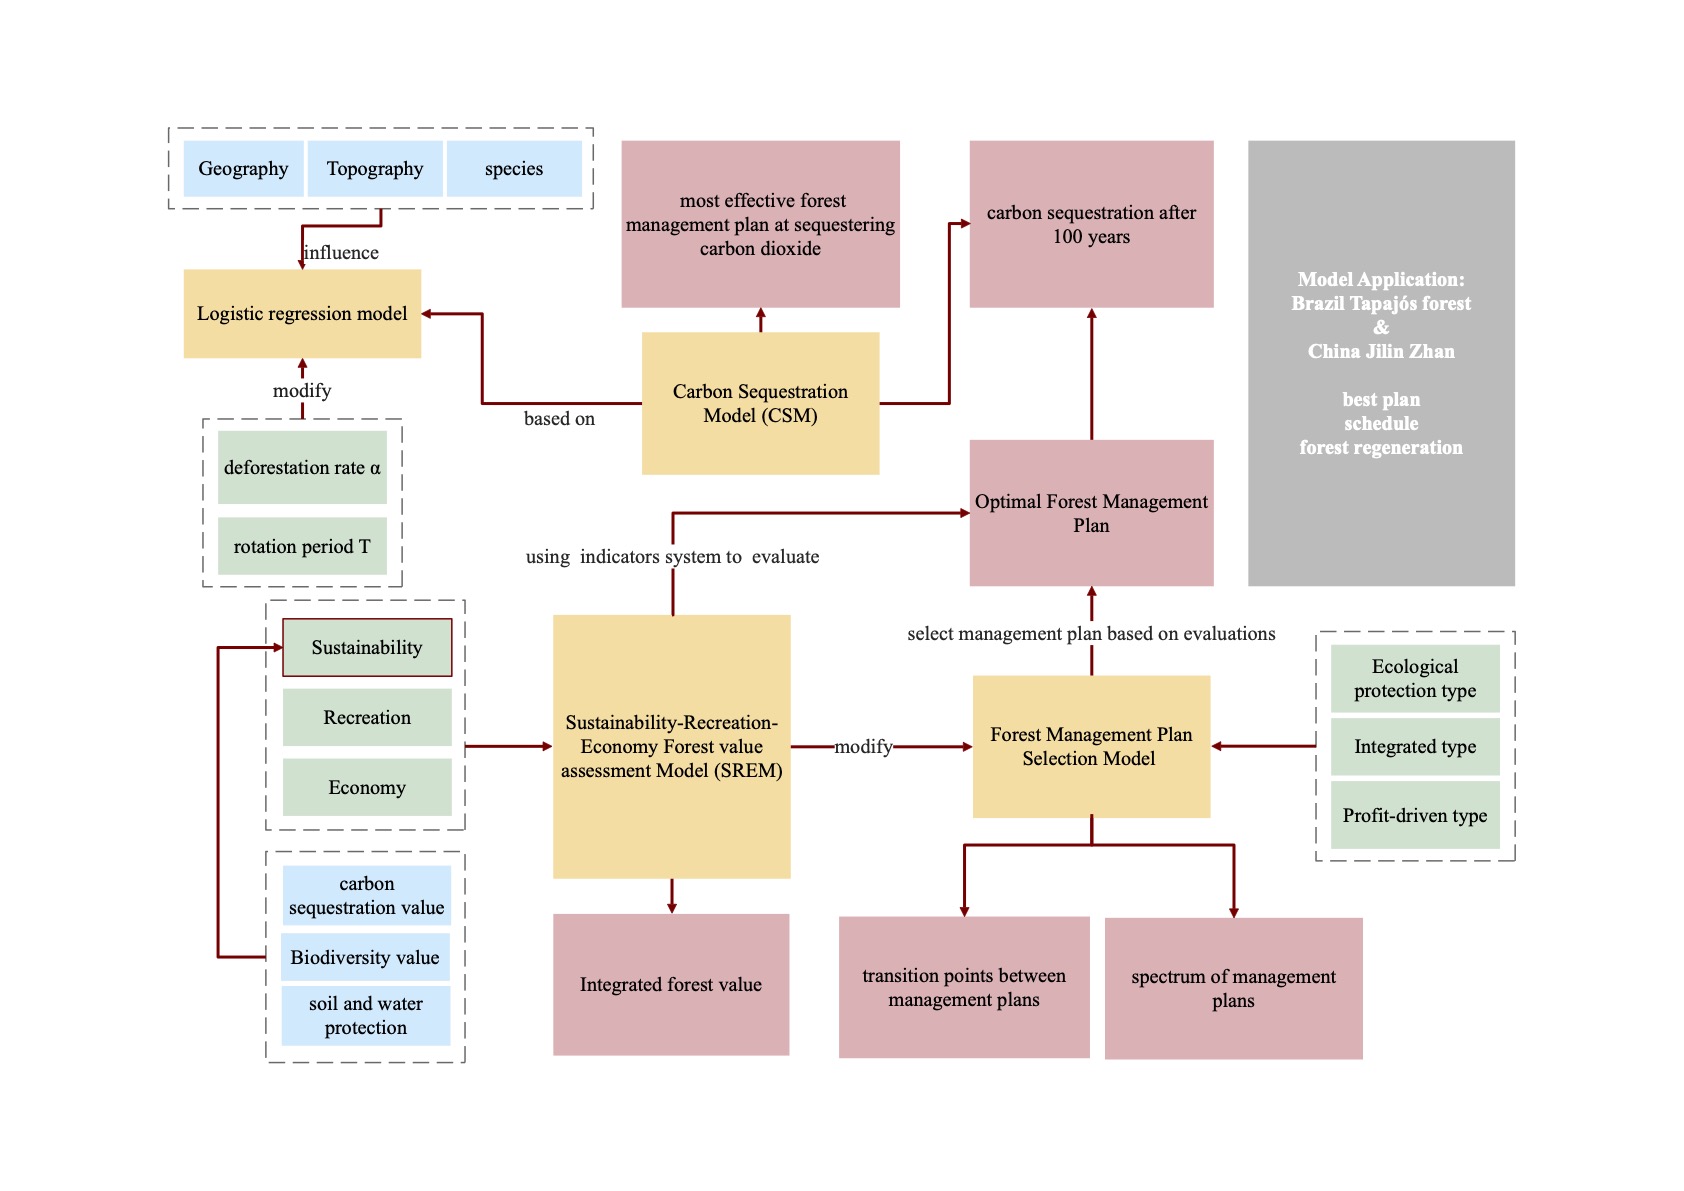 Geography
Topography
species
influence
Logistic regression model
modify
deforestation rate α
rotation period T
most effective forest
management plan at sequestering
carbon dioxide
carbon sequestration after
100 years
Model Application:
Brazil Tapajós forest
&
China Jilin Zhan
best plan
schedule
forest regeneration
Carbon Sequestration
Model (CSM)
based on
Optimal Forest Management
Plan
using indicators system to evaluate
select management plan based on evaluations
Sustainability
Recreation
Economy
Sustainability-Recreation-
Economy Forest value
assessment Model (SREM)
modify
Forest Management Plan
Selection Model
Ecological
protection type
Integrated type
Profit-driven type
carbon
sequestration value
Biodiversity value
soil and water
protection
Integrated forest value
transition points between
management plans
spectrum of management
plans